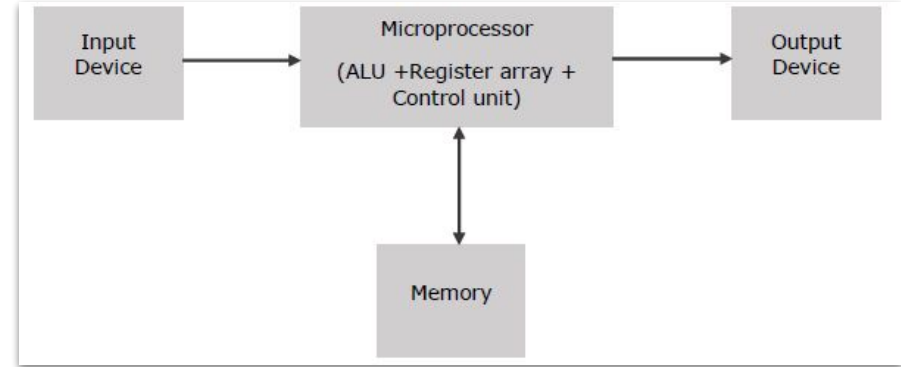 Input
Device
Microprocessor
(ALU +Register array +
Control unit)
Output
Device
Memory